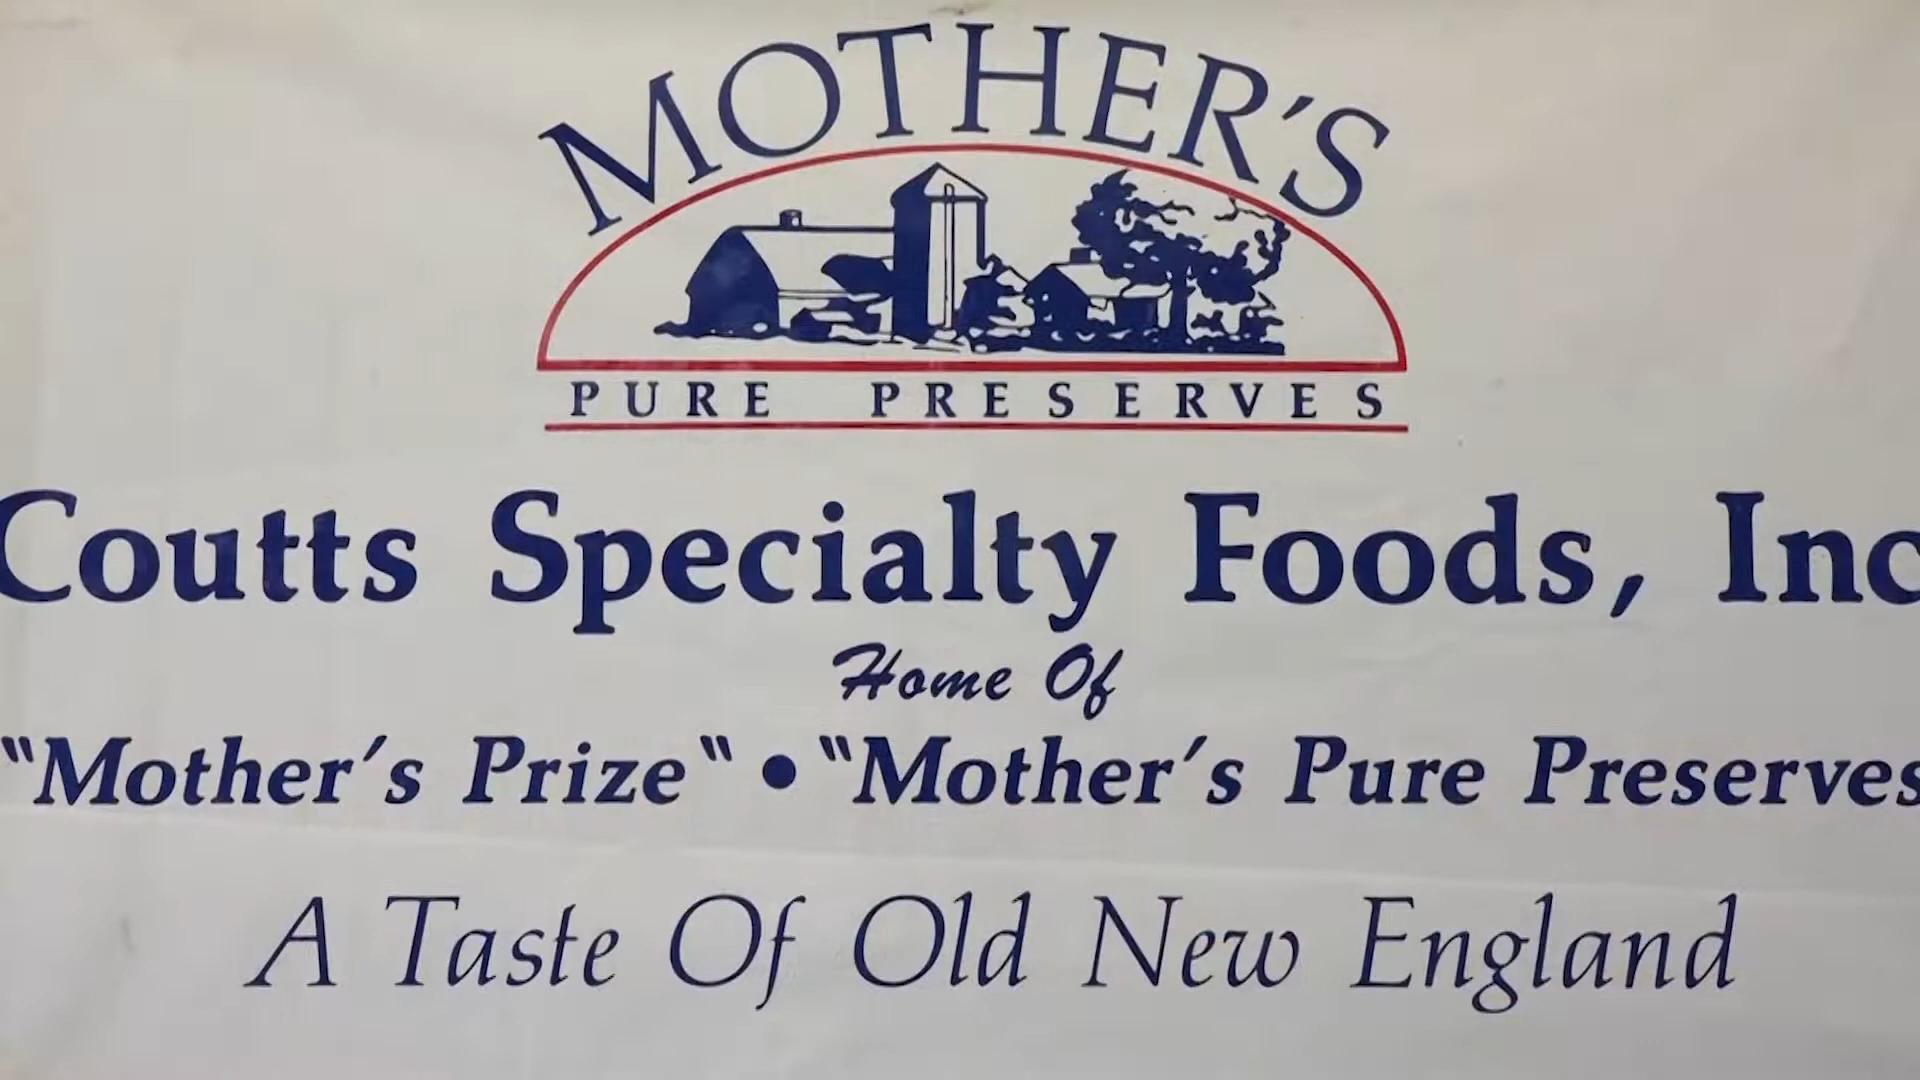 MOTHER'S
PURE PRESERVES
Coutts Specialty Foods, Inc
Home Of
"Mother's Prize" • "Mother's Pure Preserves
A Taste Of Old New England